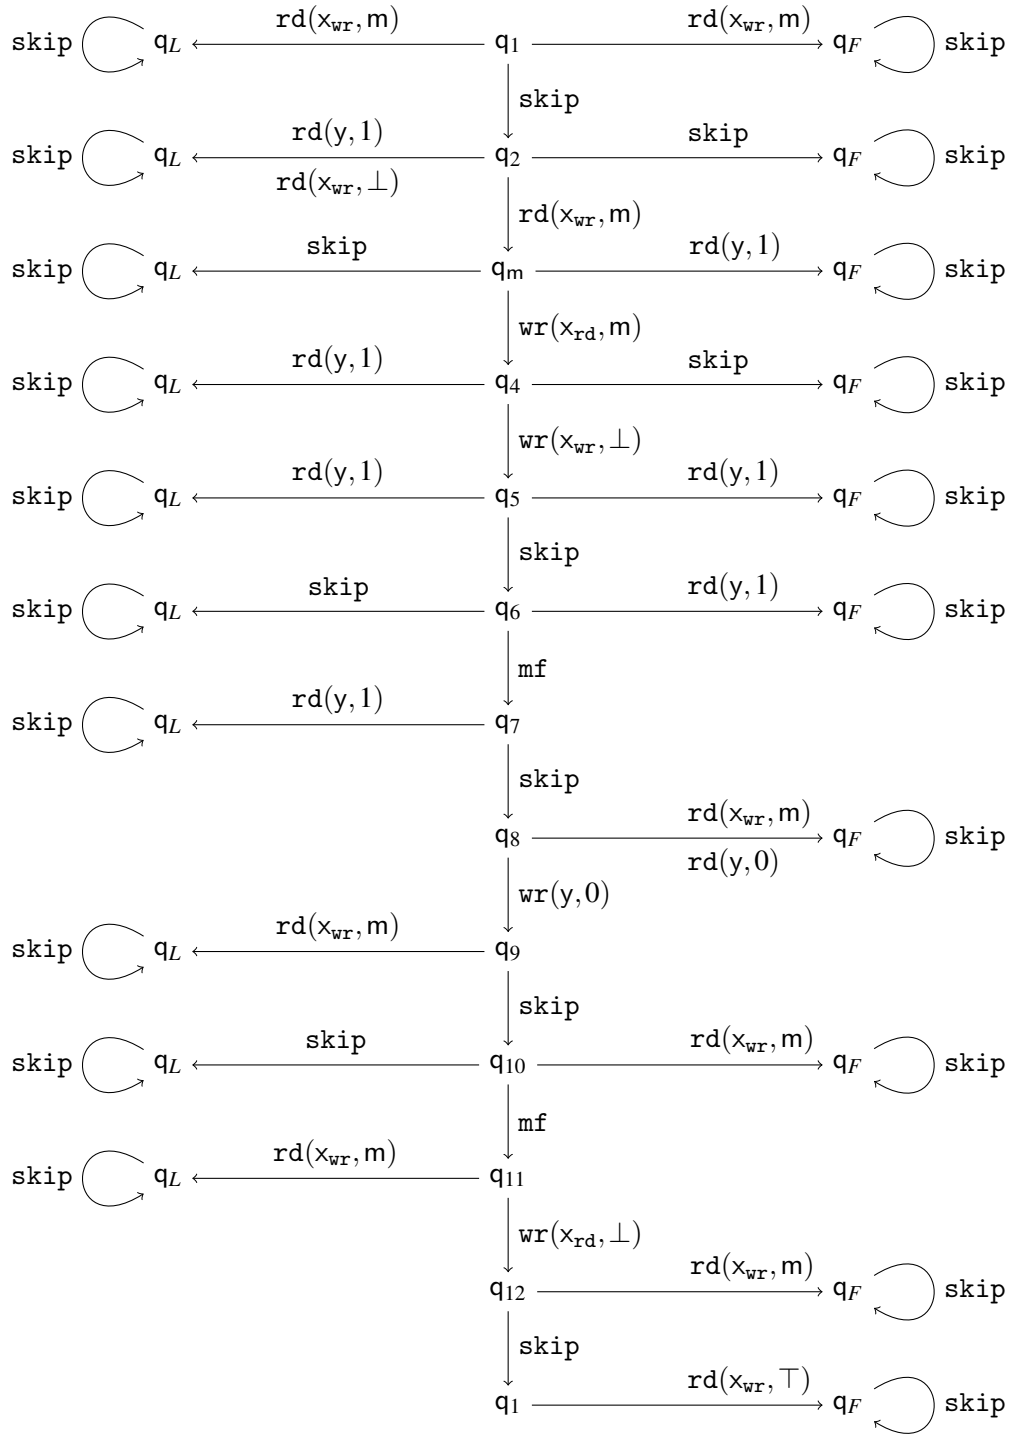 rd(x_wr, m) rd(x_wr, m)
skip q_L q_1 q_F skip
skip
rd(y, 1) skip
skip q_L q_2 q_F skip
rd(x_wr, ⊥)
rd(x_wr, m)
skip rd(y, 1)
skip q_L q_m q_F skip
wr(x_rd, m)
rd(y, 1) skip
skip q_L q_4 q_F skip
wr(x_wr, ⊥)
rd(y, 1) rd(y, 1)
skip q_L q_5 q_F skip
skip
skip rd(y, 1)
skip q_L q_6 q_F skip
mf
rd(y, 1)
skip q_L q_7
skip
rd(x_wr, m)
q_8 q_F skip
rd(y, 0)
wr(y, 0)
rd(x_wr, m)
skip q_L q_9
skip
skip rd(x_wr, m)
skip q_L q_10 q_F skip
mf
rd(x_wr, m)
skip q_L q_11
wr(x_rd, ⊥)
rd(x_wr, m)
q_12 q_F skip
skip
rd(x_wr, ⊤)
q_1 q_F skip